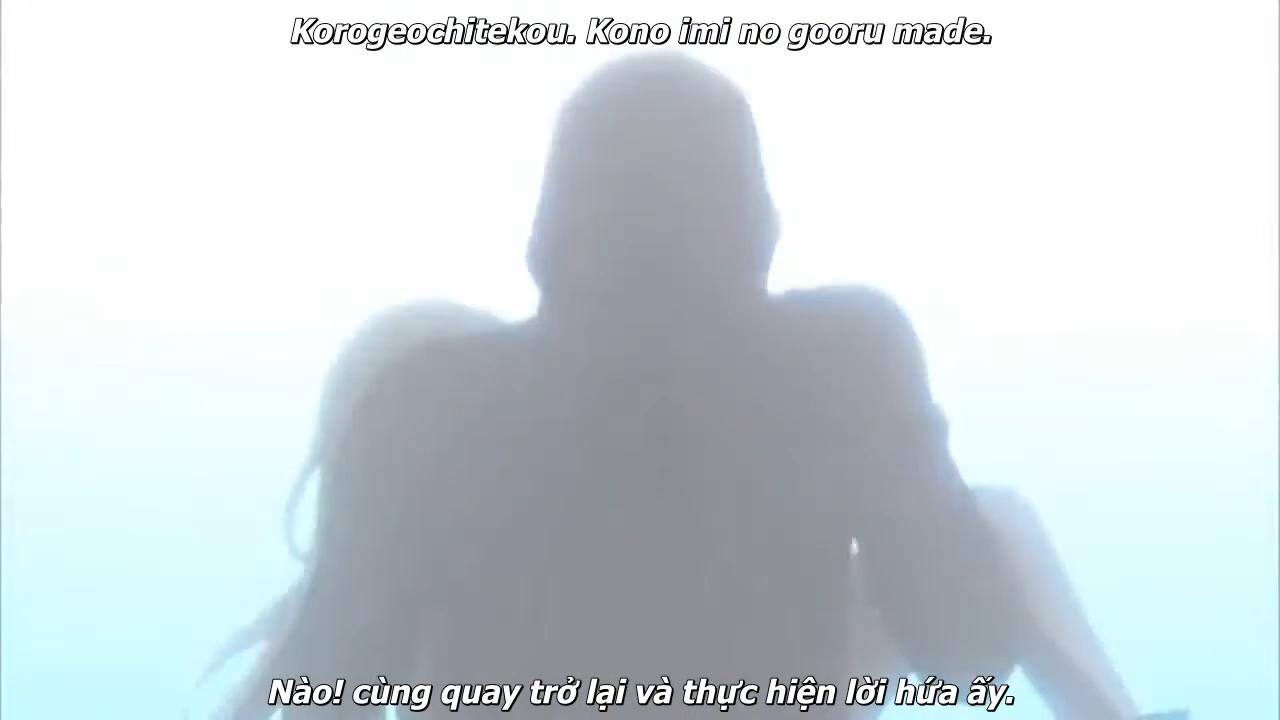 Korogeochitekou. Kono imi no gooru made.
Nào! cùng quay trở lại và thực hiện lời hứa ấy.